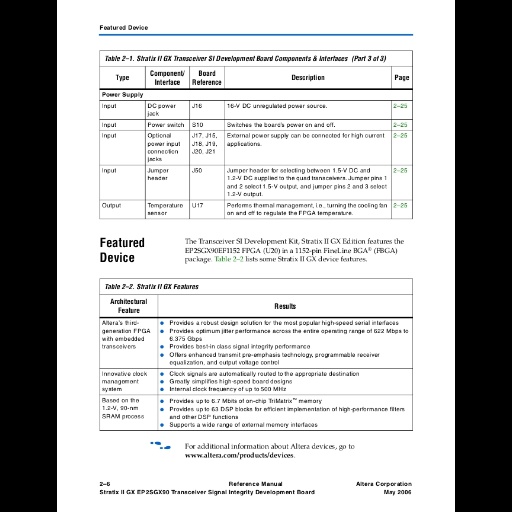 Featured Device
Table 2–1. Stratix II GX Transceiver SI Development Board Components & Interfaces (Part 3 of 3)
Type
Component/
Interface
Board
Reference
Description
Page
Power Supply
Input
DC power
jack
J16
16-V DC unregulated power source.
2–25
Input
Power switch
S10
Switches the board's power on and off.
2–25
Input
Optional
power input
connection
jacks
J17, J15,
J18, J19,
J20, J21
External power supply can be connected for high current
applications.
2–25
Input
Jumper
header
J50
Jumper header for selecting between 1.5-V DC and
1.2-V DC supplied to the quad transceivers. Jumper pins 1
and 2 select 1.5-V output, and jumper pins 2 and 3 select
1.2-V output.
2–25
Output
Temperature
sensor
U17
Performs thermal management, i.e., turning the cooling fan
on and off to regulate the FPGA temperature.
2–25
Featured
Device
The Transceiver SI Development Kit, Stratix II GX Edition features the
EP2SGX90EF1152 FPGA (U20) in a 1152-pin FineLine BGA® (FBGA)
package. Table 2–2 lists some Stratix II GX device features.
Table 2–2. Stratix II GX Features
Architectural
Feature
Results
Altera's third-
generation FPGA
with embedded
transceivers
● Provides a robust design solution for the most popular high-speed serial interfaces
● Provides optimum jitter performance across the entire operating range of 622 Mbps to
6.375 Gbps
● Provides best-in class signal integrity performance
● Offers enhanced transmit pre-emphasis technology, programmable receiver
equalization, and output voltage control
Innovative clock
management
system
● Clock signals are automatically routed to the appropriate destination
● Greatly simplifies high-speed board designs
● Internal clock frequency of up to 500 MHz
Based on the
1.2-V, 90-nm
SRAM process
● Provides up to 6.7 Mbits of on-chip TriMatrix™ memory
● Provides up to 63 DSP blocks for efficient implementation of high-performance filters
and other DSP functions
● Supports a wide range of external memory interfaces
For additional information about Altera devices, go to
www.altera.com/products/devices.
2–6
Reference Manual
Altera Corporation
Stratix II GX EP2SGX90 Transceiver Signal Integrity Development Board
May 2006